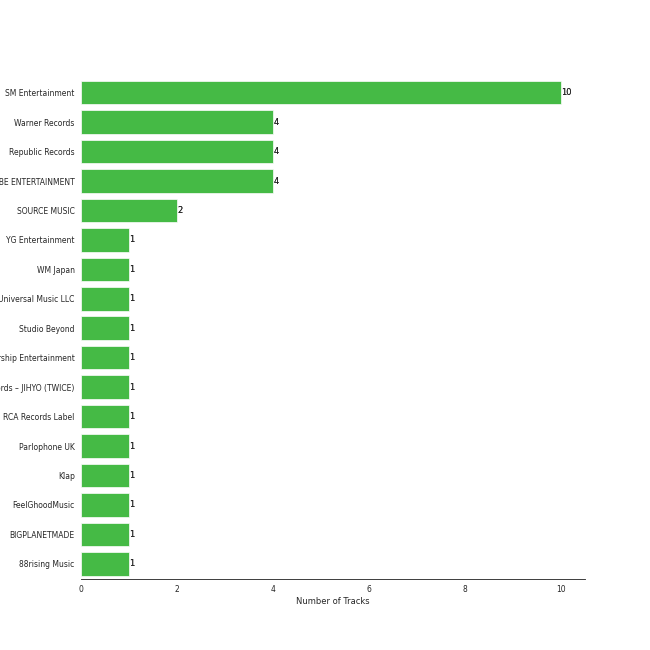 SM Entertainment 10
Warner Records 4
Republic Records 4
BE ENTERTAINMENT 4
SOURCE MUSIC 2
YG Entertainment 1
WM Japan 1
Universal Music LLC 1
Studio Beyond 1
rship Entertainment 1
rds – JIHYO (TWICE) 1
RCA Records Label 1
Parlophone UK 1
Klap 1
FeelGhoodMusic 1
BIGPLANETMADE 1
88rising Music 1
0 2 4 6 8 10
Number of Tracks